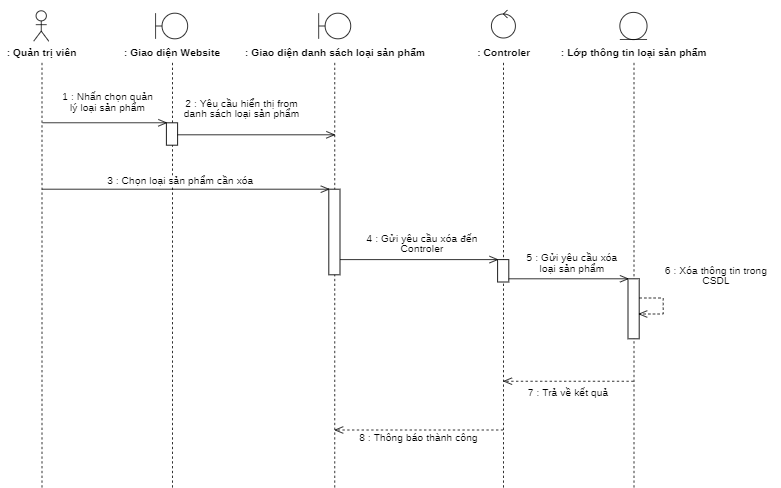 : Quản trị viên
: Giao diện Website
: Giao diện danh sách loại sản phẩm
: Controler
: Lớp thông tin loại sản phẩm
1 : Nhấn chọn quản
lý loại sản phẩm
2 : Yêu cầu hiển thị from
danh sách loại sản phẩm
3 : Chọn loại sản phẩm cần xóa
4 : Gửi yêu cầu xóa đến
Controler
5 : Gửi yêu cầu xóa
loại sản phẩm
6 : Xóa thông tin trong
CSDL
7 : Trả về kết quả
8 : Thông báo thành công